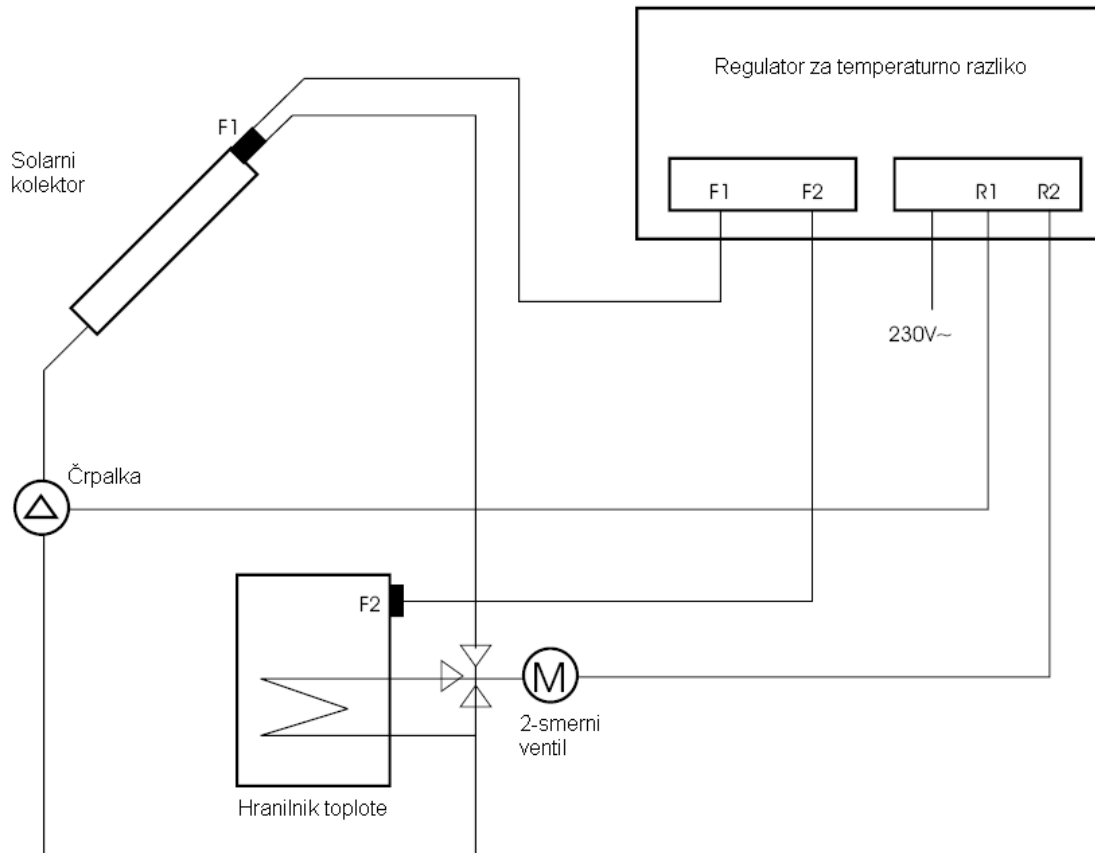 Regulator za temperaturno razliko
F1
Solarni
kolektor
F1
F2
R1
R2
230V~
Črpalka
F2
M
2-smerni
ventil
Hranilnik toplote